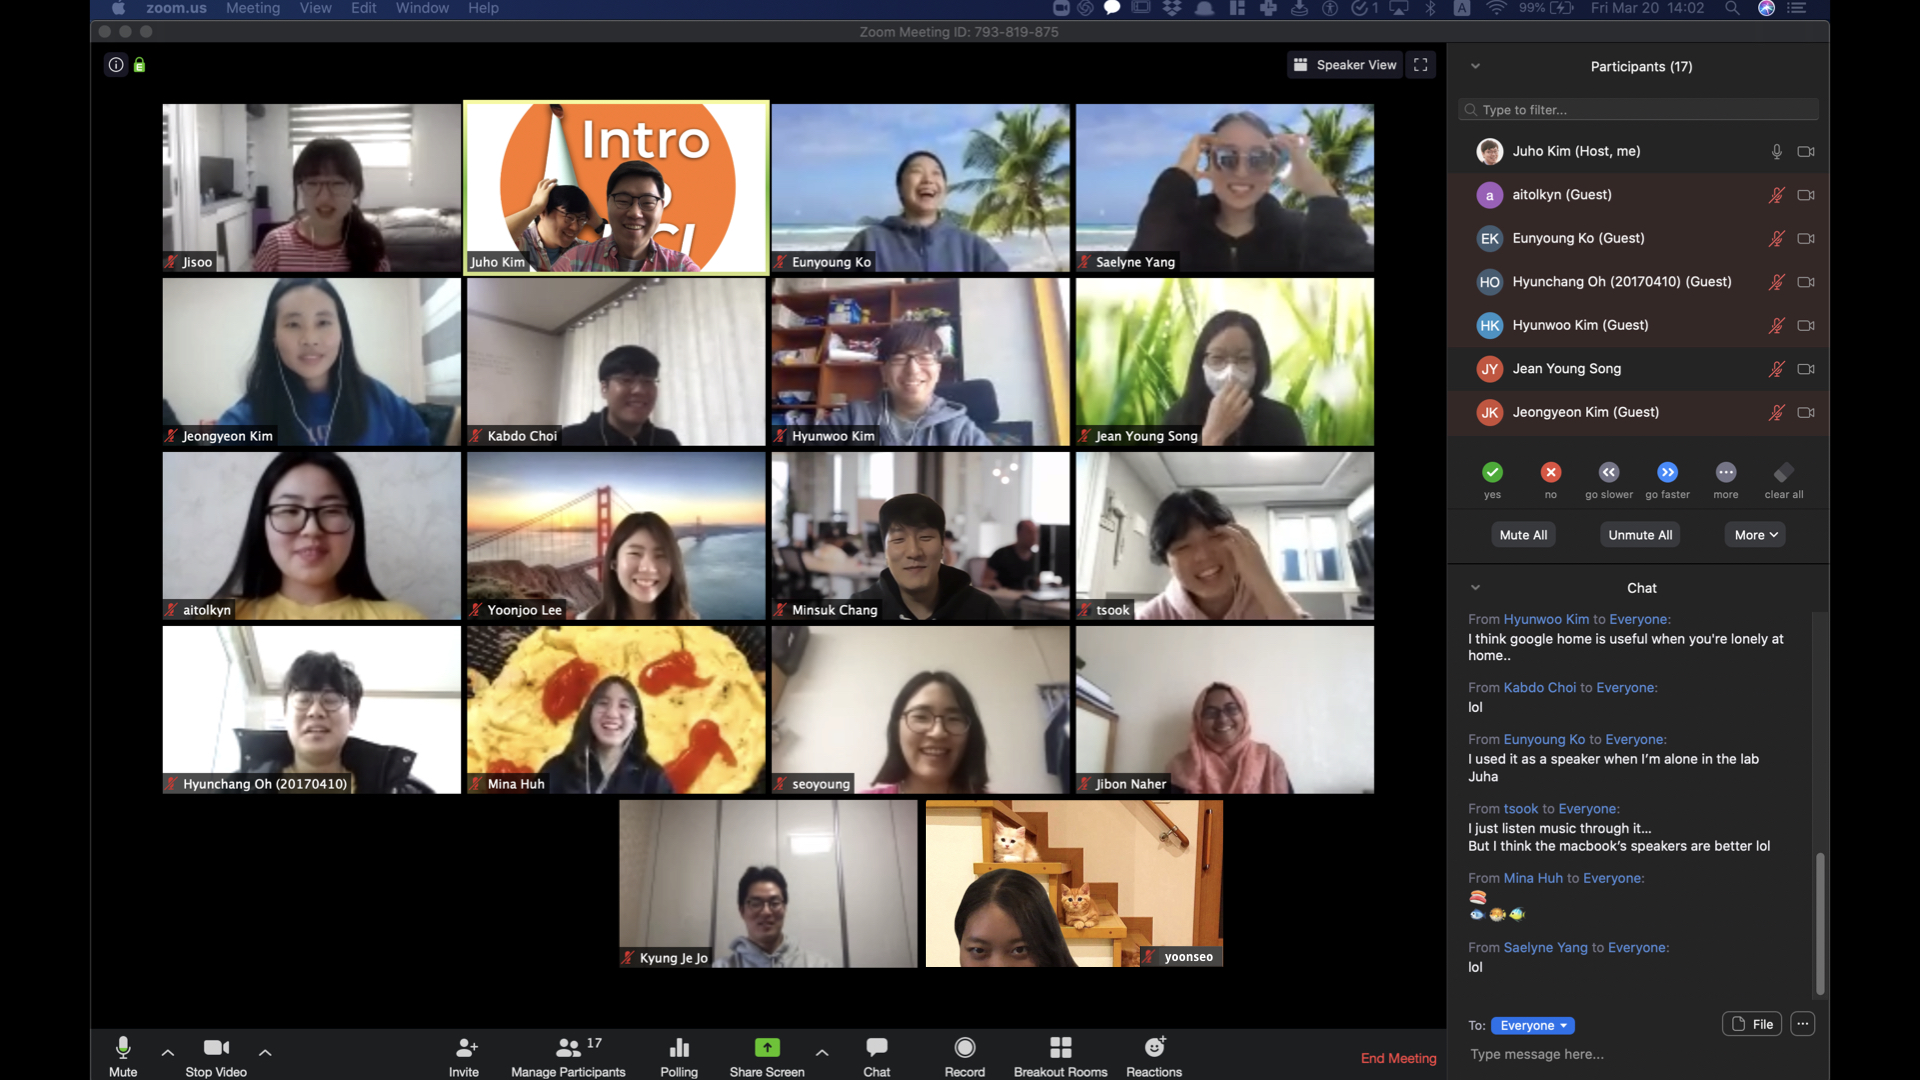 zoom.us Meeting View Edit Window Help
1 A 99% Fri Mar 20 14:02
Zoom Meeting ID: 793-819-875
Speaker View
Intro
CI
Jisoo
Juho Kim
Eunyoung Ko
Saelyne Yang
Jeongyeon Kim
Kabdo Choi
Hyunwoo Kim
Jean Young Song
aitolkyn
Yoonjoo Lee
Minsuk Chang
tsook
Hyunchang Oh (20170410)
Mina Huh
seoyoung
Jibon Naher
Kyung Je Jo
yoonseo
Mute
Stop Video
Invite
17
Manage Participants
Polling
Share Screen
Chat
Record
Breakout Rooms
Reactions
End Meeting
Participants (17)
Type to filter...
Juho Kim (Host, me)
a aitolkyn (Guest)
EK Eunyoung Ko (Guest)
HO Hyunchang Oh (20170410) (Guest)
HK Hyunwoo Kim (Guest)
JY Jean Young Song
JK Jeongyeon Kim (Guest)
yes no go slower go faster more clear all
Mute All Unmute All More
Chat
From Hyunwoo Kim to Everyone:
I think google home is useful when you're lonely at
home..
From Kabdo Choi to Everyone:
lol
From Eunyoung Ko to Everyone:
I used it as a speaker when I'm alone in the lab
Juha
From tsook to Everyone:
I just listen music through it...
But I think the macbook's speakers are better lol
From Mina Huh to Everyone:
🍣
🐟🐡🐠
From Saelyne Yang to Everyone:
lol
To: Everyone File
Type message here...